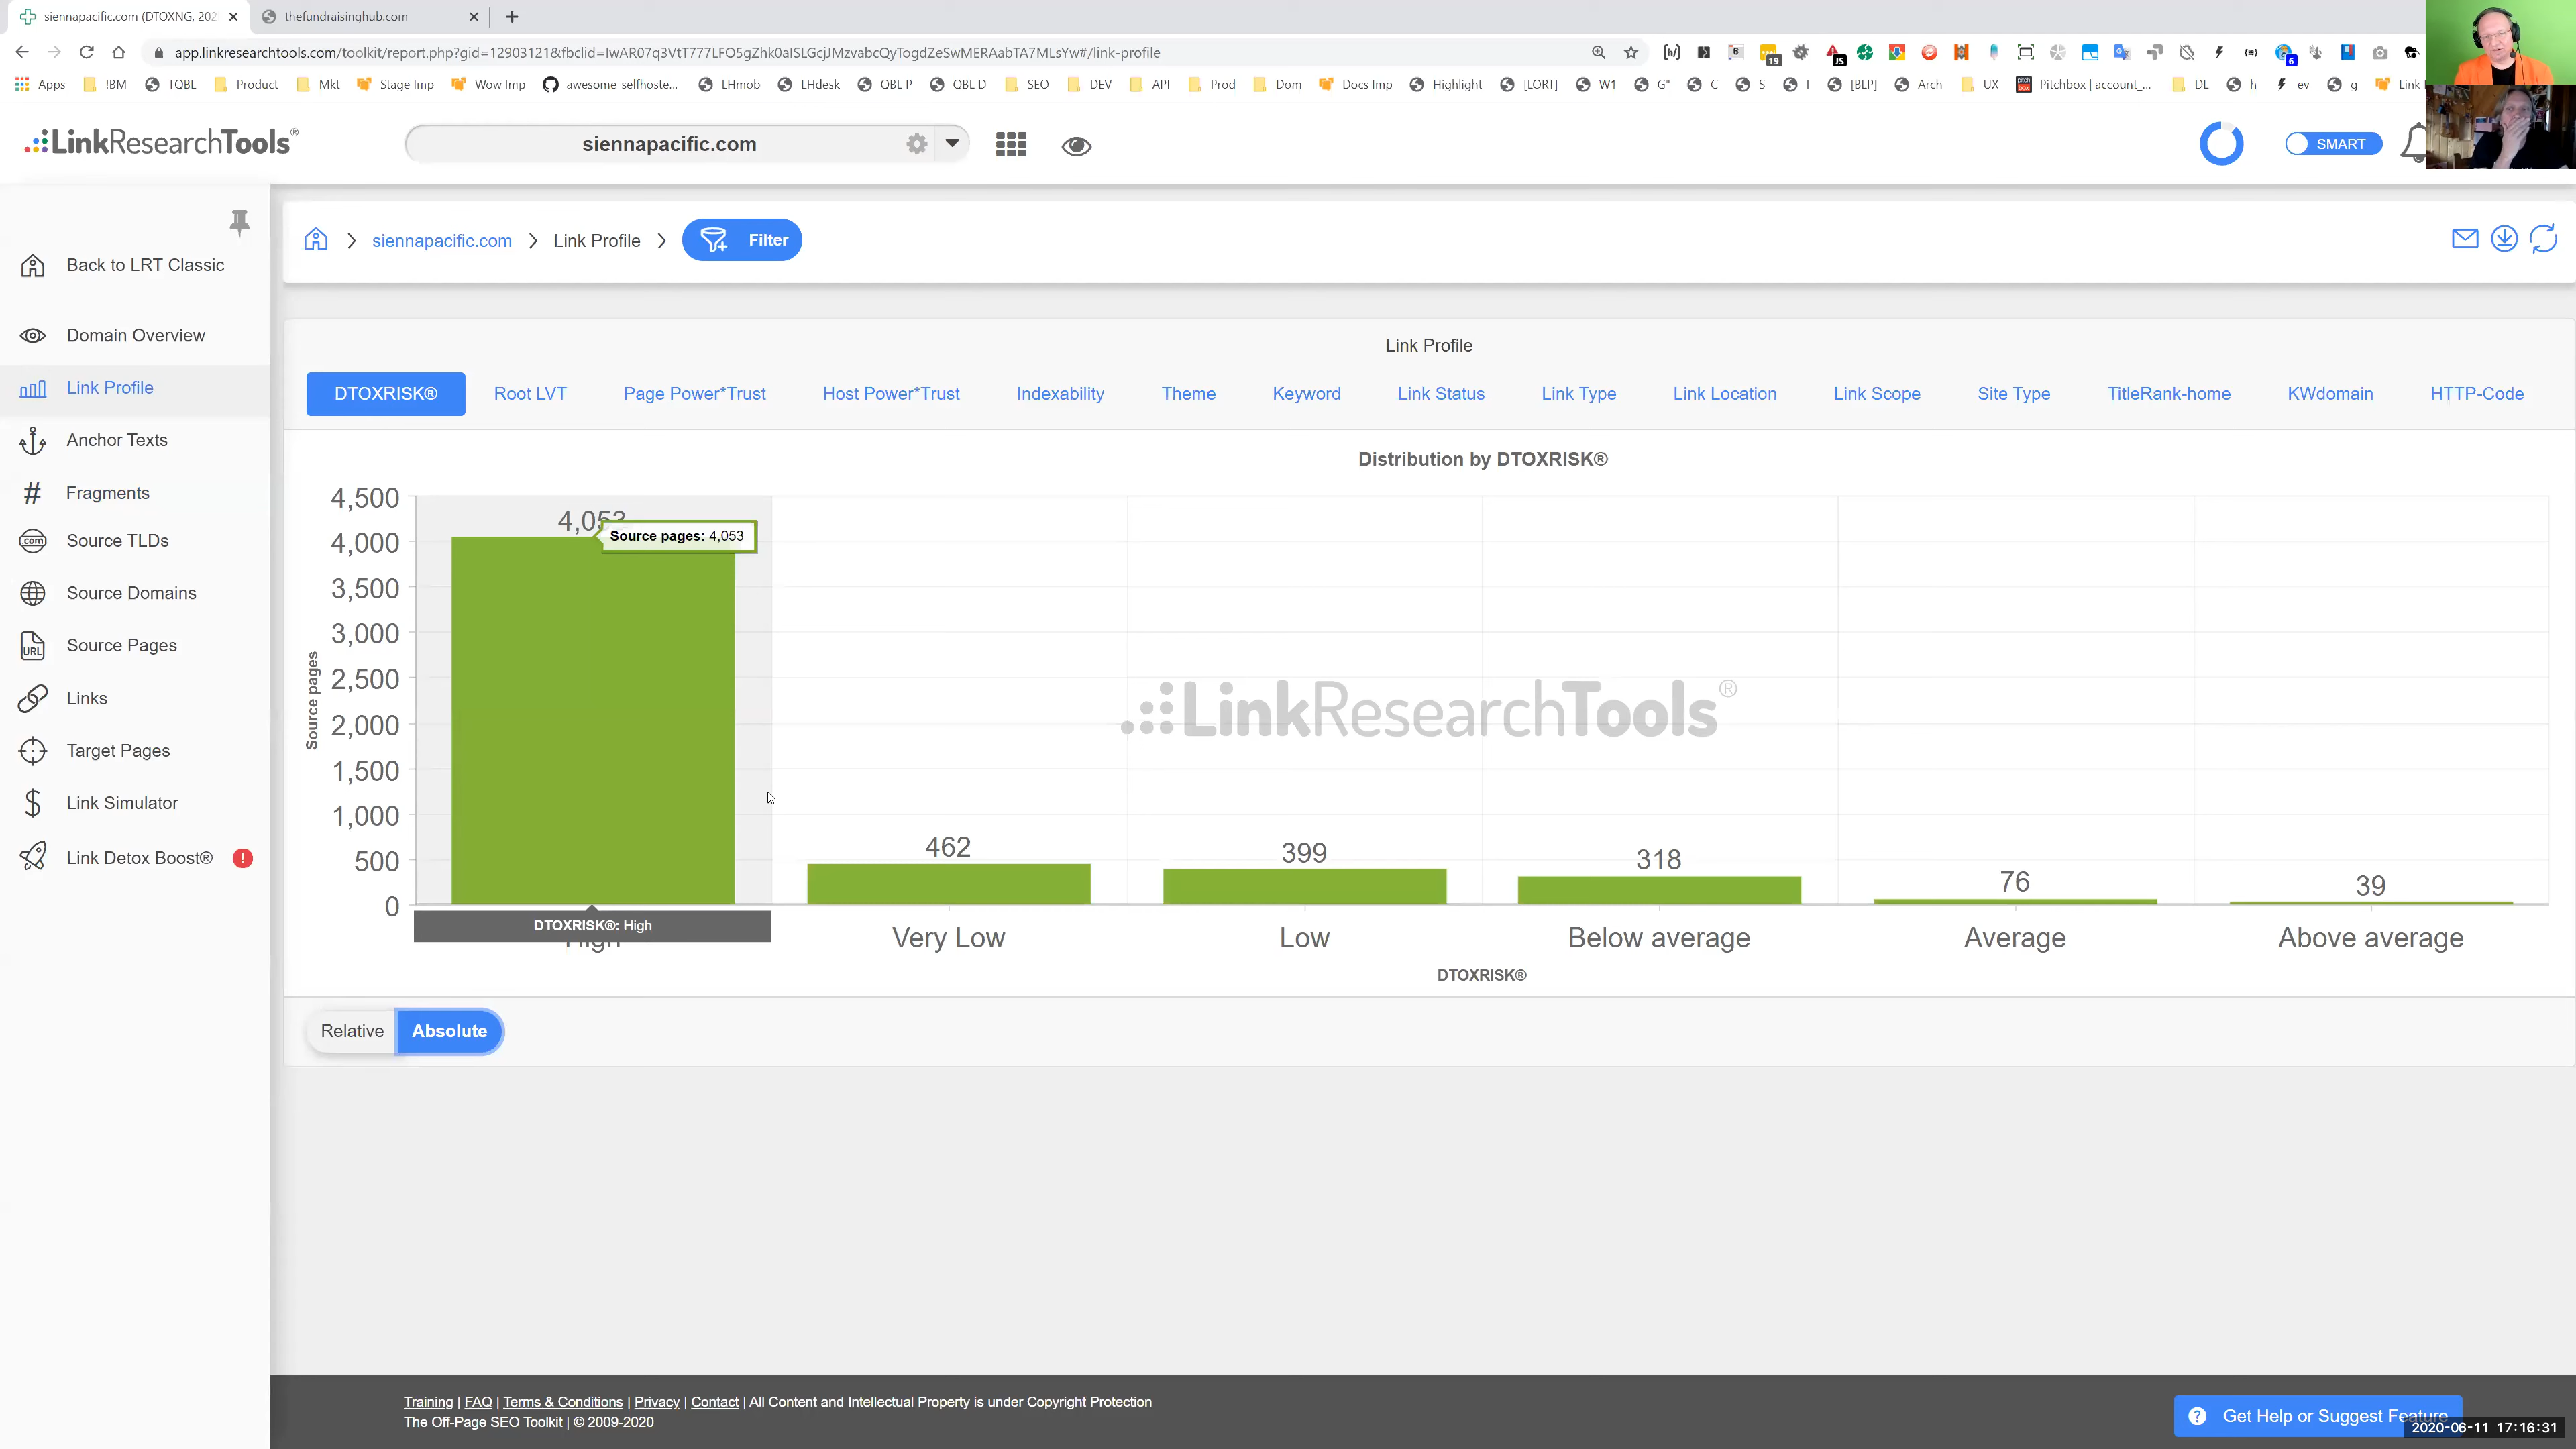 siennapacific.com (DTOXNG, 202
thefundraisinghub.com
app.linkresearchtools.com/toolkit/report.php?gid=12903121&fbclid=IwAR07q3VtT777LFO5gZhk0aISLGcjJMzvabcQyTogdZeSwMERAabTA7MLsYw#/link-profile
Apps !BM TQBL Product Mkt Stage Imp Wow Imp awesome-selfhoste... LHmob LHdesk QBL P QBL D SEO DEV API Prod Dom Docs Imp Highlight [LORT] W1 G" C S I [BLP] Arch UX Pitchbox | account_... DL h ev g Link
LinkResearchTools®
siennapacific.com
SMART
siennapacific.com
Link Profile
Filter
Back to LRT Classic
Domain Overview
Link Profile
Anchor Texts
Fragments
Source TLDs
Source Domains
Source Pages
Links
Target Pages
Link Simulator
Link Detox Boost®
Link Profile
DTOXRISK® Root LVT Page Power*Trust Host Power*Trust Indexability Theme Keyword Link Status Link Type Link Location Link Scope Site Type TitleRank-home KWdomain HTTP-Code
Distribution by DTOXRISK®
4,500
4,000
3,500
3,000
2,500
2,000
1,500
1,000
500
0
Source pages
4,053
Source pages: 4,053
462
399
318
76
39
LinkResearchTools®
DTOXRISK®: High
High
Very Low
Low
Below average
Average
Above average
DTOXRISK®
Relative
Absolute
Training | FAQ | Terms & Conditions | Privacy | Contact | All Content and Intellectual Property is under Copyright Protection
The Off-Page SEO Toolkit | © 2009-2020
Get Help or Suggest Feature
2020-06-11 17:16:31